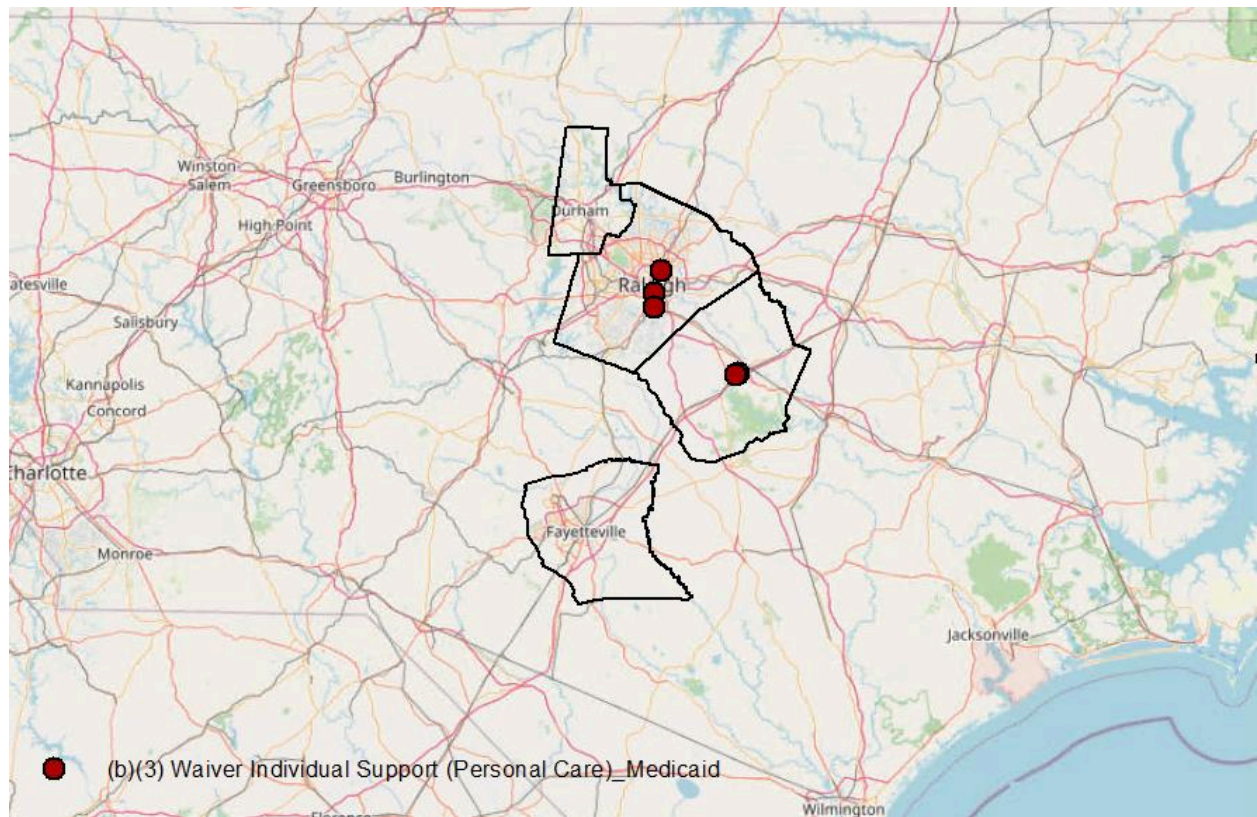 Winston-
Salem
Greensboro
Burlington
High Point
Durham
atesville
Raleigh
Salisbury
Kannapolis
Concord
Charlotte
Fayetteville
Monroe
Jacksonville
(b)(3) Waiver Individual Support (Personal Care)_Medicaid
Wilmington
Florence